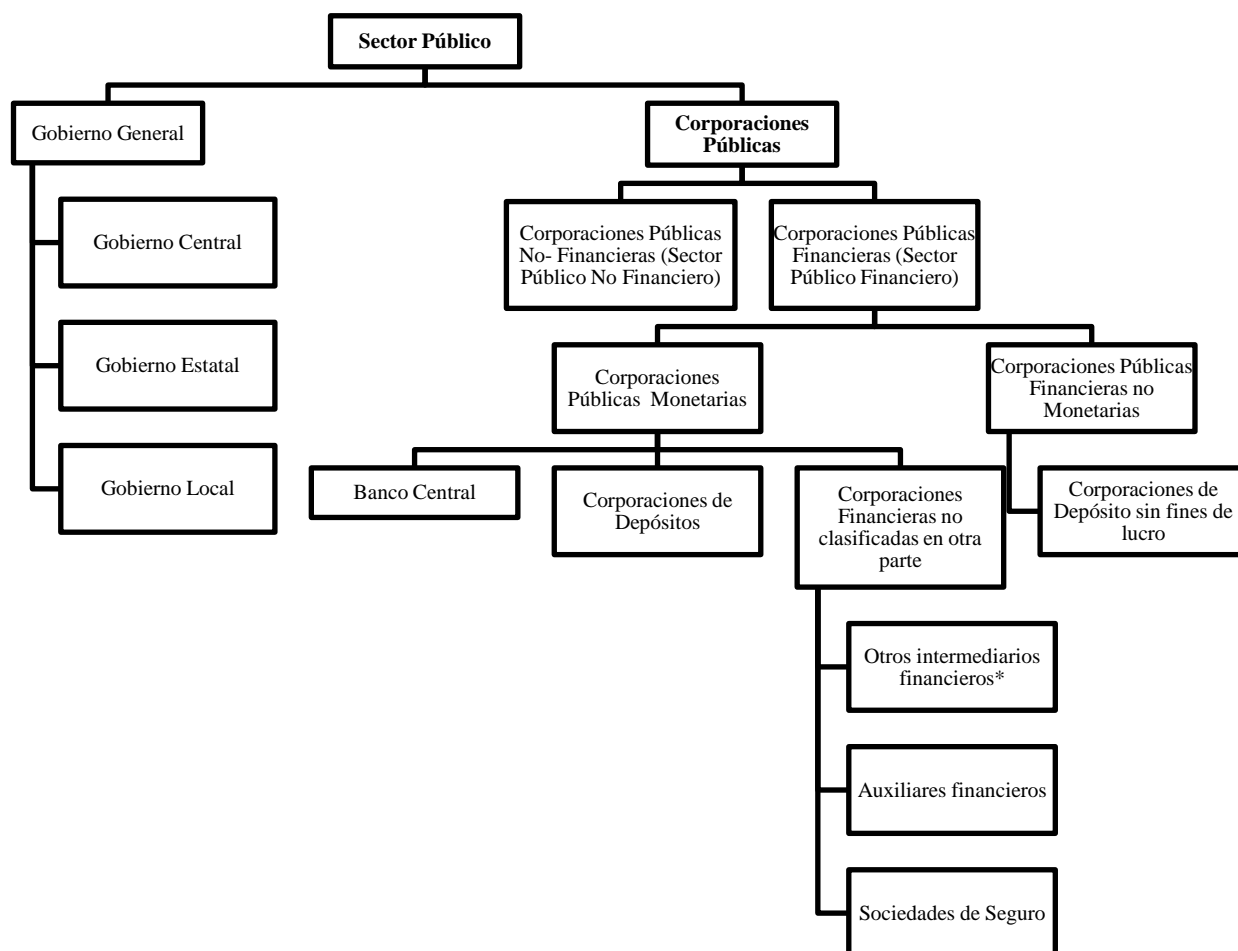 Sector Público
Gobierno General
Corporaciones
Públicas
Gobierno Central
Gobierno Estatal
Gobierno Local
Corporaciones Públicas
No- Financieras (Sector
Público No Financiero)
Corporaciones Públicas
Financieras (Sector
Público Financiero)
Corporaciones
Públicas Monetarias
Corporaciones Públicas
Financieras no
Monetarias
Banco Central
Corporaciones de
Depósitos
Corporaciones
Financieras no
clasificadas en otra
parte
Corporaciones de
Depósito sin fines de
lucro
Otros intermediarios
financieros*
Auxiliares financieros
Sociedades de Seguro